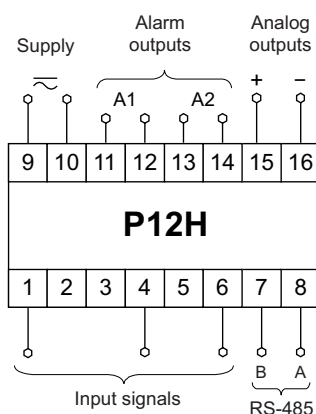 Supply Alarm outputs Analog outputs
+ −
A1 A2
9 10 11 12 13 14 15 16
P12H
1 2 3 4 5 6 7 8
B A
Input signals RS-485